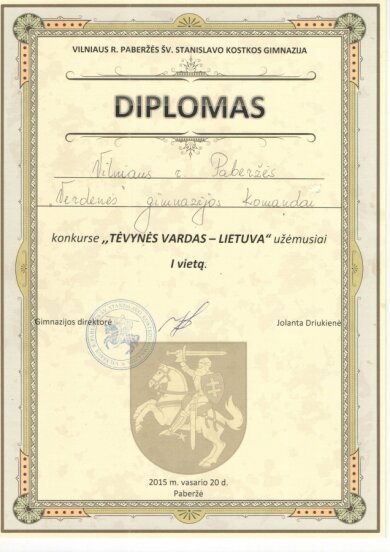 VILNIAUS R. PABERŽĖS ŠV. STANISLAVO KOSTKOS GIMNAZIJA
DIPLOMAS
Vilniaus r. Paberžės
„Verdenės" gimnazijos komandai
konkurse ,,TĖVYNĖS VARDAS – LIETUVA“ užėmusiai
I vietą.
Gimnazijos direktorė Jolanta Driukienė
2015 m. vasario 20 d.
Paberžė